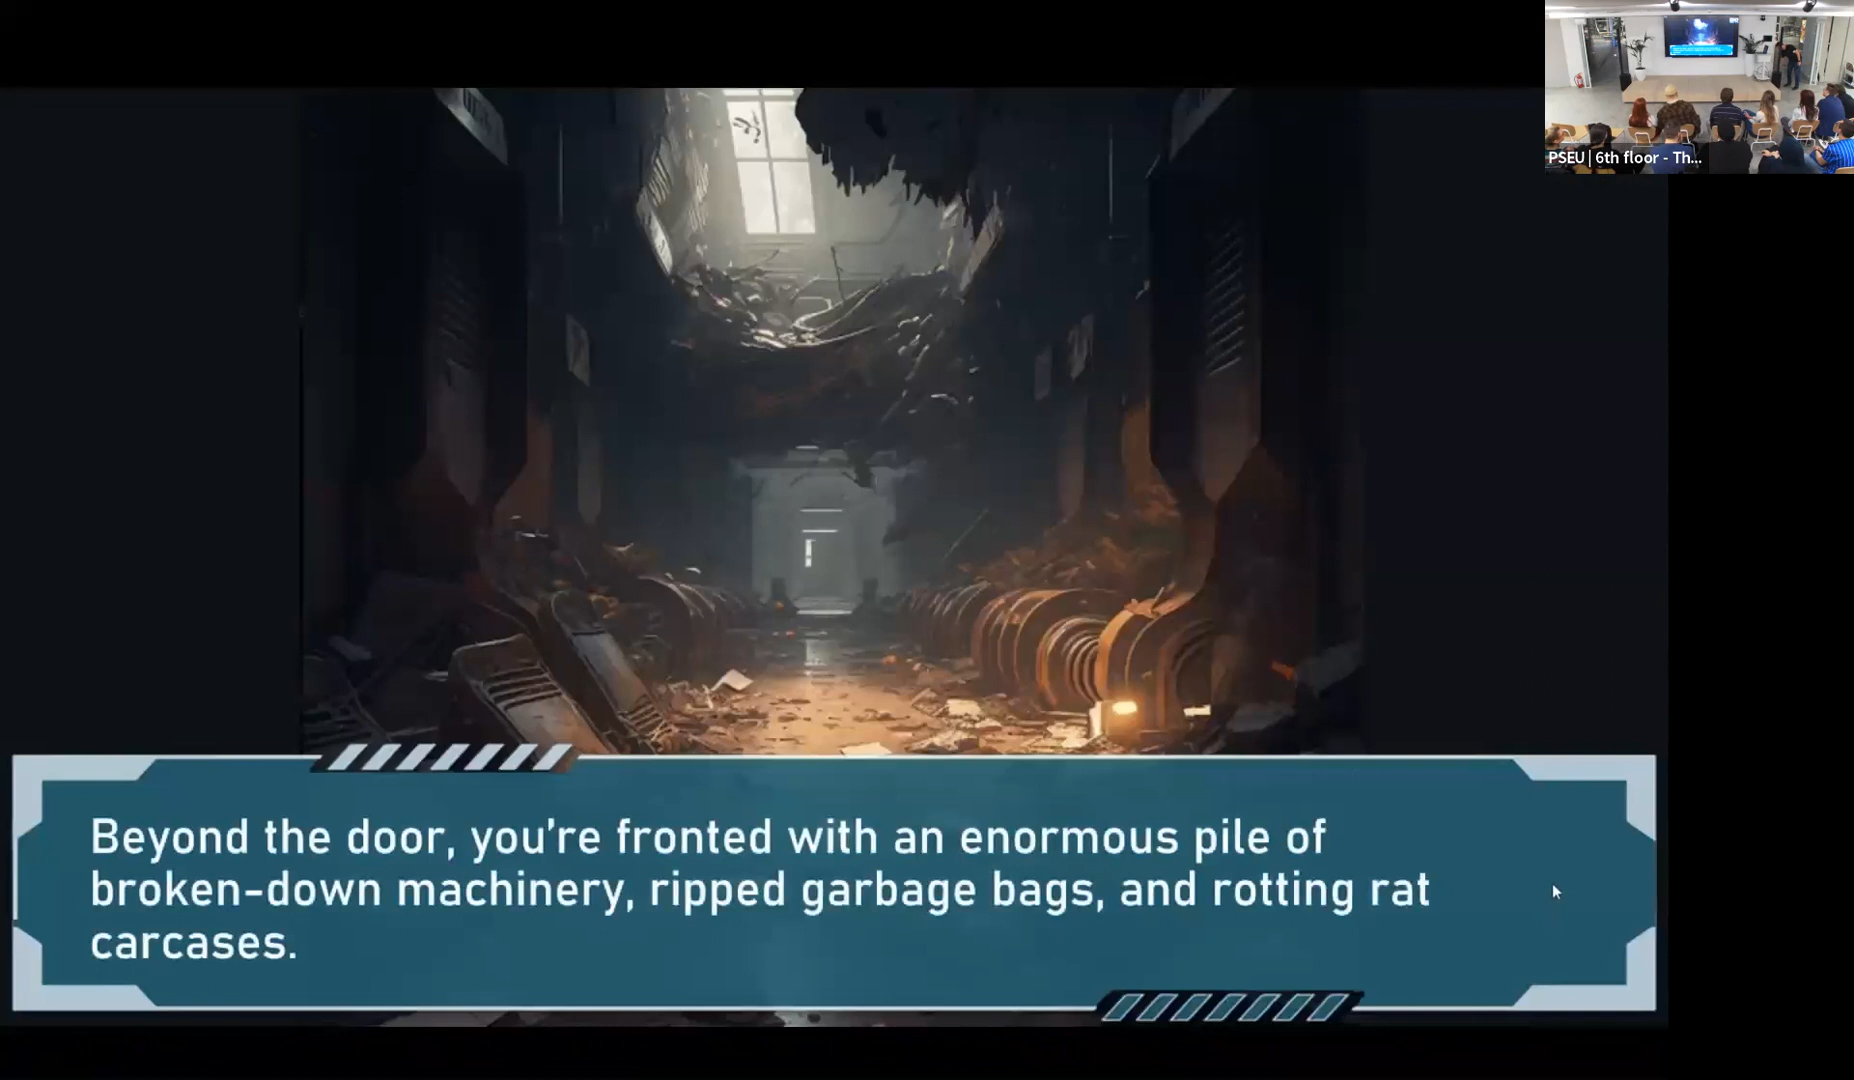 PSEU | 6th floor - Th...
Beyond the door, you're fronted with an enormous pile of
broken-down machinery, ripped garbage bags, and rotting rat
carcases.